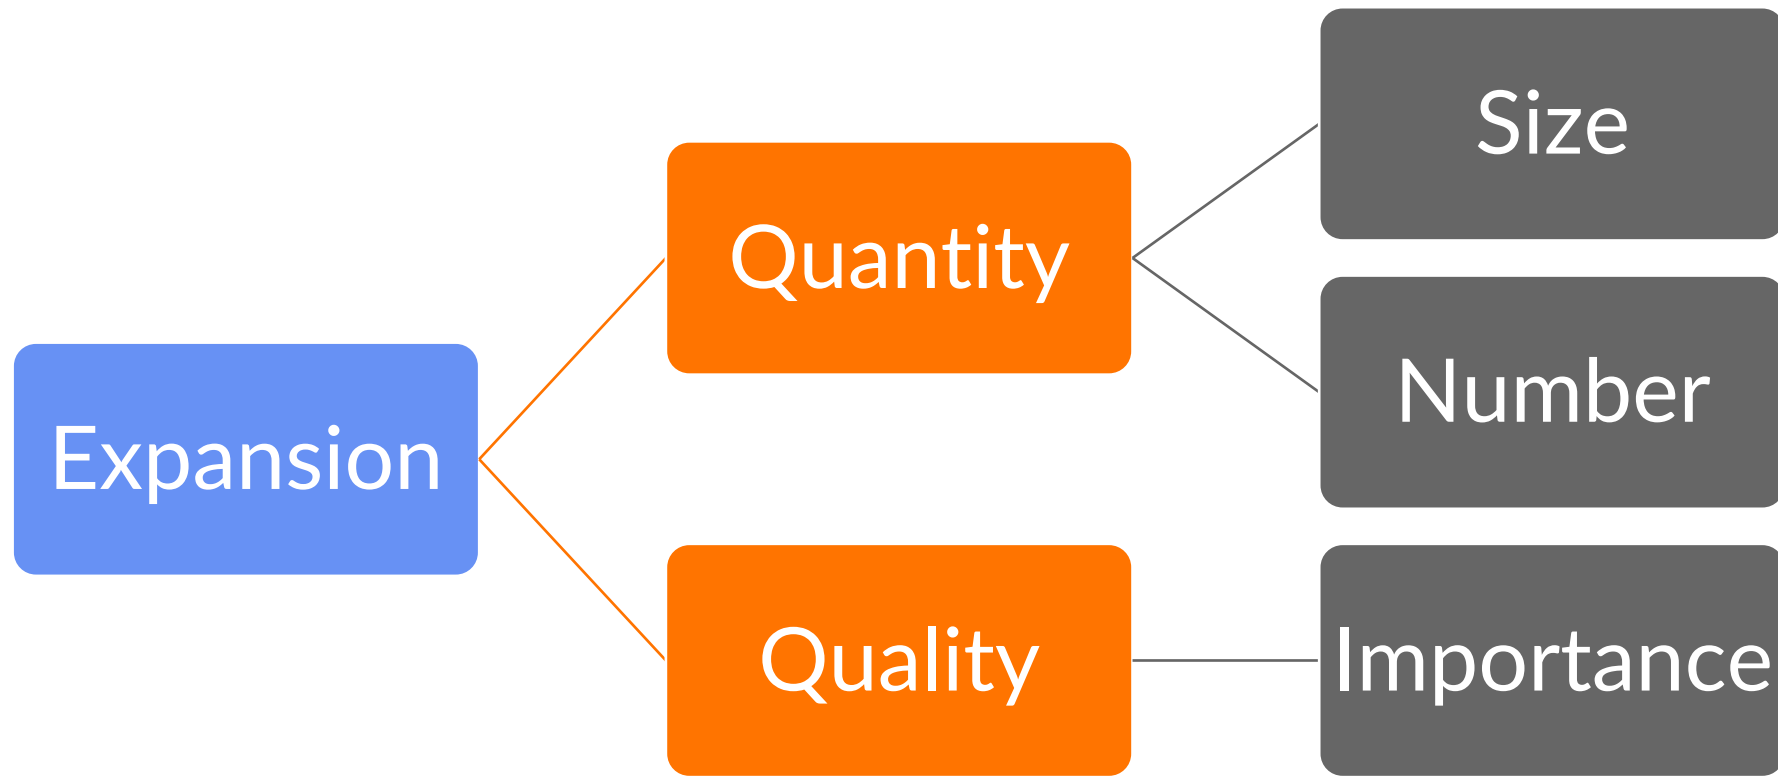 Expansion
Quantity
Size
Number
Quality
Importance